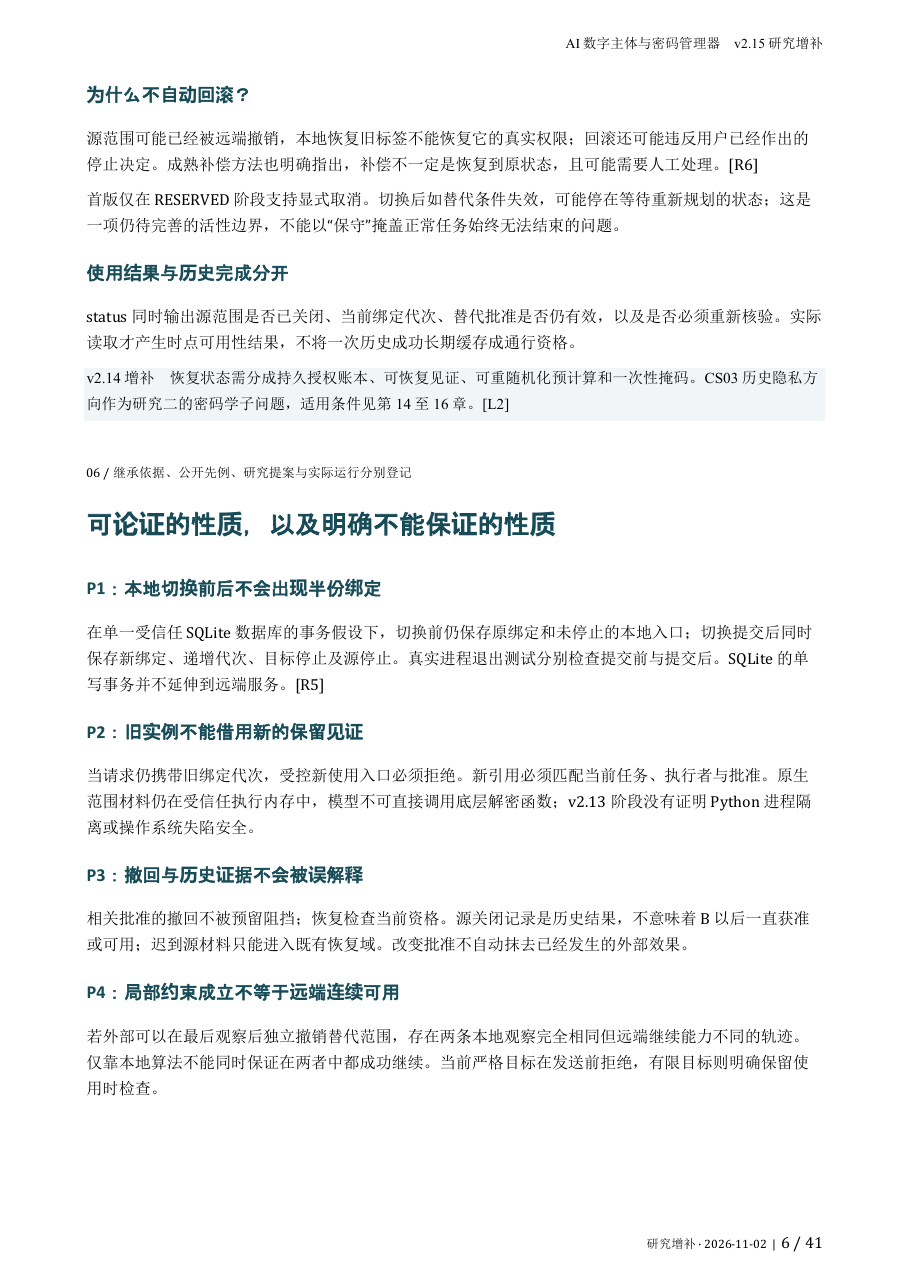 AI 数字主体与密码管理器 v2.15 研究增补
为什么不自动回滚？
源范围可能已经被远端撤销，本地恢复旧标签不能恢复它的真实权限；回滚还可能违反用户已经作出的
停止决定。成熟补偿方法也明确指出，补偿不一定是恢复到原状态，且可能需要人工处理。[R6]
首版仅在 RESERVED 阶段支持显式取消。切换后如替代条件失效，可能停在等待重新规划的状态；这是
一项仍待完善的活性边界，不能以“保守”掩盖正常任务始终无法结束的问题。
使用结果与历史完成分开
status 同时输出源范围是否已关闭、当前绑定代次、替代批准是否仍有效，以及是否必须重新核验。实际
读取才产生时点可用性结果，不将一次历史成功长期缓存成通行资格。
v2.14 增补 恢复状态需分成持久授权账本、可恢复见证、可重随机化预计算和一次性掩码。CS03 历史隐私方
向作为研究二的密码学子问题，适用条件见第 14 至 16 章。[L2]
06 / 继承依据、公开先例、研究提案与实际运行分别登记
可论证的性质，以及明确不能保证的性质
P1：本地切换前后不会出现半份绑定
在单一受信任 SQLite 数据库的事务假设下，切换前仍保存原绑定和未停止的本地入口；切换提交后同时
保存新绑定、递增代次、目标停止及源停止。真实进程退出测试分别检查提交前与提交后。SQLite 的单
写事务并不延伸到远端服务。[R5]
P2：旧实例不能借用新的保留见证
当请求仍携带旧绑定代次，受控新使用入口必须拒绝。新引用必须匹配当前任务、执行者与批准。原生
范围材料仍在受信任执行内存中，模型不可直接调用底层解密函数；v2.13 阶段没有证明 Python 进程隔
离或操作系统失陷安全。
P3：撤回与历史证据不会被误解释
相关批准的撤回不被预留阻挡；恢复检查当前资格。源关闭记录是历史结果，不意味着 B 以后一直获准
或可用；迟到源材料只能进入既有恢复域。改变批准不自动抹去已经发生的外部效果。
P4：局部约束成立不等于远端连续可用
若外部可以在最后观察后独立撤销替代范围，存在两条本地观察完全相同但远端继续能力不同的轨迹。
仅靠本地算法不能同时保证在两者中都成功继续。当前严格目标在发送前拒绝，有限目标则明确保留使
用时检查。
研究增补 · 2026-11-02 | 6 / 41